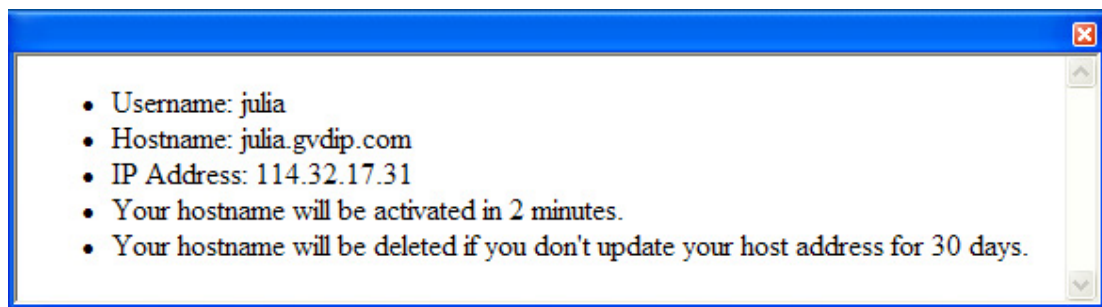 Username: julia
Hostname: julia.gvdip.com
IP Address: 114.32.17.31
Your hostname will be activated in 2 minutes.
Your hostname will be deleted if you don't update your host address for 30 days.